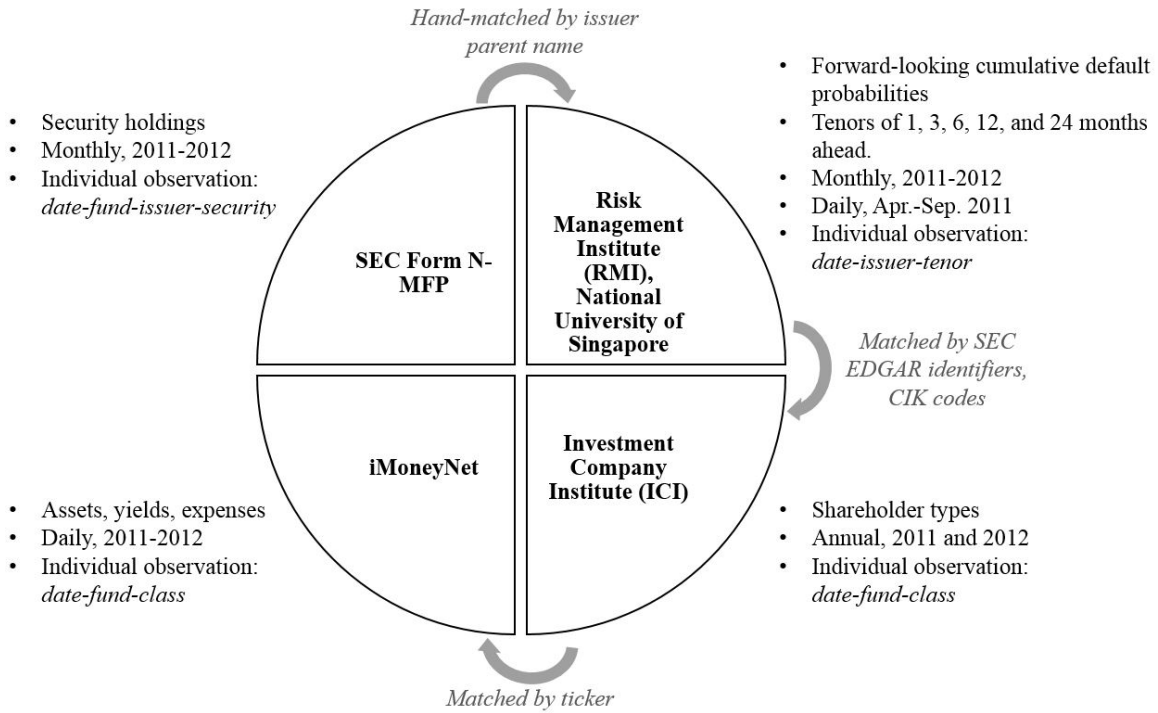 Hand-matched by issuer
parent name
• Security holdings
• Monthly, 2011-2012
• Individual observation:
date-fund-issuer-security
• Forward-looking cumulative default
probabilities
• Tenors of 1, 3, 6, 12, and 24 months
ahead.
• Monthly, 2011-2012
• Daily, Apr.-Sep. 2011
• Individual observation:
date-issuer-tenor
SEC Form N-
MFP
Risk
Management
Institute
(RMI),
National
University of
Singapore
Matched by SEC
EDGAR identifiers,
CIK codes
iMoneyNet
Investment
Company
Institute (ICI)
• Assets, yields, expenses
• Daily, 2011-2012
• Individual observation:
date-fund-class
• Shareholder types
• Annual, 2011 and 2012
• Individual observation:
date-fund-class
Matched by ticker